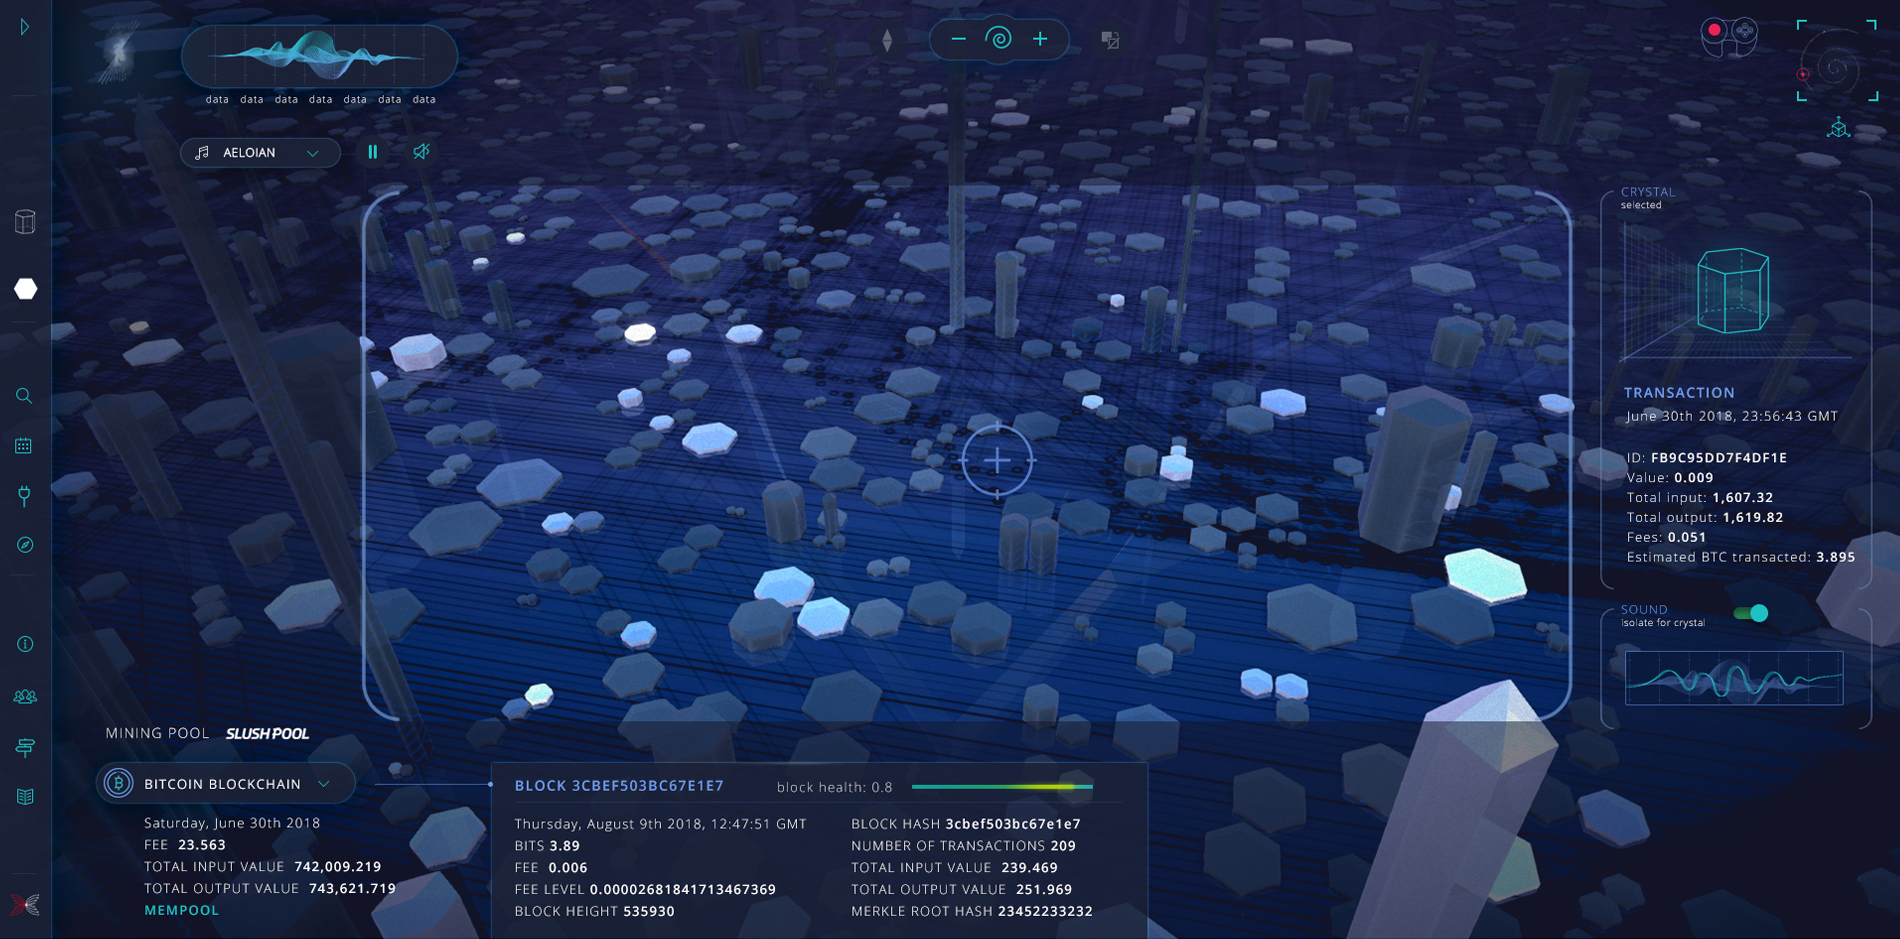 data data data data data data data
AELOIAN
CRYSTAL
selected
TRANSACTION
June 30th 2018, 23:56:43 GMT
ID: FB9C95DD7F4DF1E
Value: 0.009
Total input: 1,607.32
Total output: 1,619.82
Fees: 0.051
Estimated BTC transacted: 3.895
SOUND
isolate for crystal
MINING POOL SLUSH POOL
BITCOIN BLOCKCHAIN
Saturday, June 30th 2018
FEE 23.563
TOTAL INPUT VALUE 742,009.219
TOTAL OUTPUT VALUE 743,621.719
MEMPOOL
BLOCK 3CBEF503BC67E1E7 block health: 0.8
Thursday, August 9th 2018, 12:47:51 GMT
BITS 3.89
FEE 0.006
FEE LEVEL 0.00002681841713467369
BLOCK HEIGHT 535930
BLOCK HASH 3cbef503bc67e1e7
NUMBER OF TRANSACTIONS 209
TOTAL INPUT VALUE 239.469
TOTAL OUTPUT VALUE 251.969
MERKLE ROOT HASH 23452233232